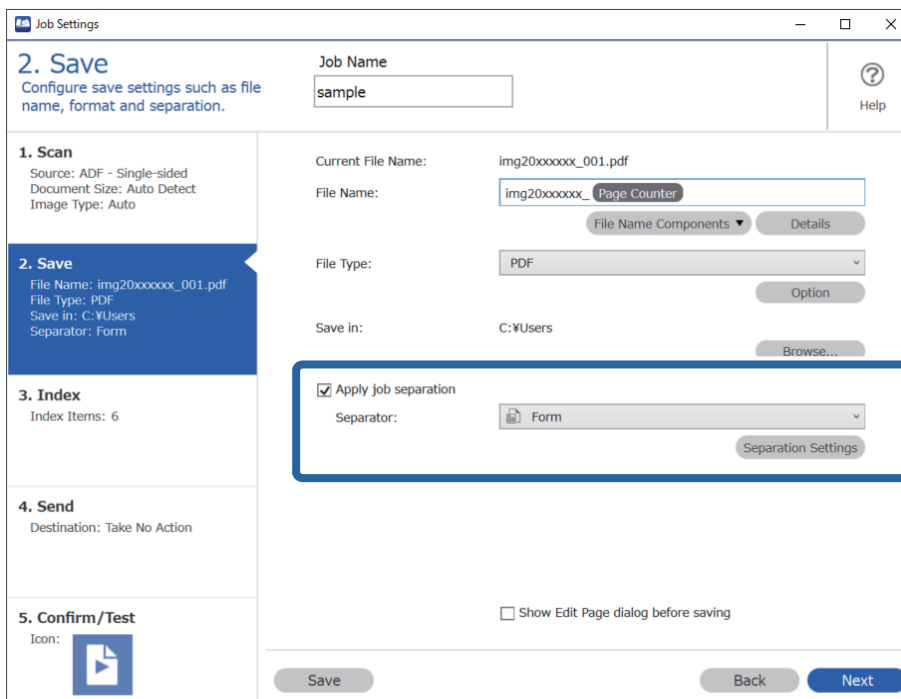 Job Settings
2. Save
Configure save settings such as file
name, format and separation.
Job Name
sample
Help
1. Scan
Source: ADF - Single-sided
Document Size: Auto Detect
Image Type: Auto
2. Save
File Name: img20xxxxxx_001.pdf
File Type: PDF
Save in: C:¥Users
Separator: Form
3. Index
Index Items: 6
4. Send
Destination: Take No Action
5. Confirm/Test
Icon:
Current File Name: img20xxxxxx_001.pdf
File Name: img20xxxxxx_ Page Counter
File Name Components ▼ Details
File Type: PDF
Option
Save in: C:¥Users
Browse...
Apply job separation
Separator: Form
Separation Settings
Show Edit Page dialog before saving
Save Back Next